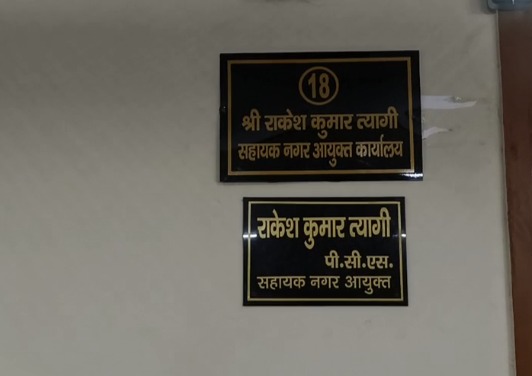 18
श्री राकेश कुमार त्यागी
सहायक नगर आयुक्त कार्यालय
राकेश कुमार त्यागी
पी.सी.एस.
सहायक नगर आयुक्त